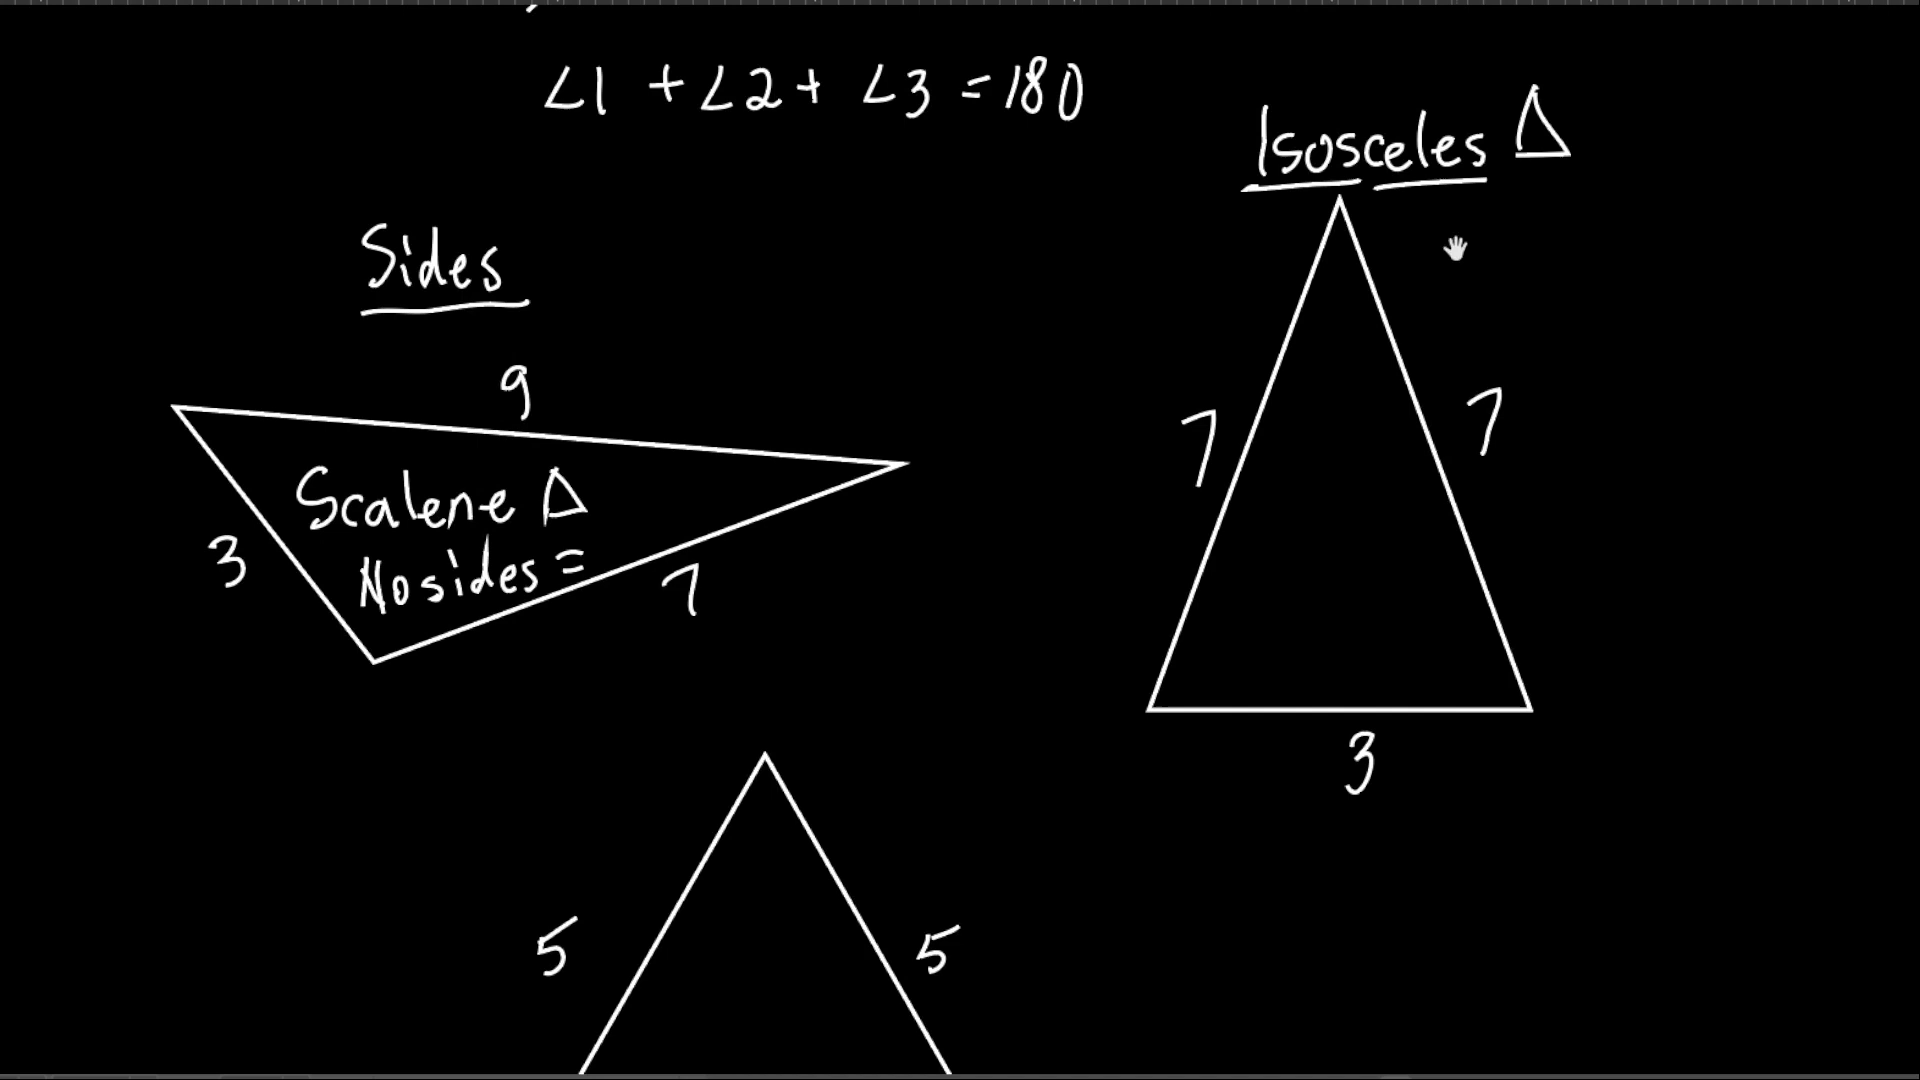 ∠1 + ∠2 + ∠3 = 180
Isosceles Δ
Sides
9
Scalene Δ
No sides =
3
7
7
7
3
5
5